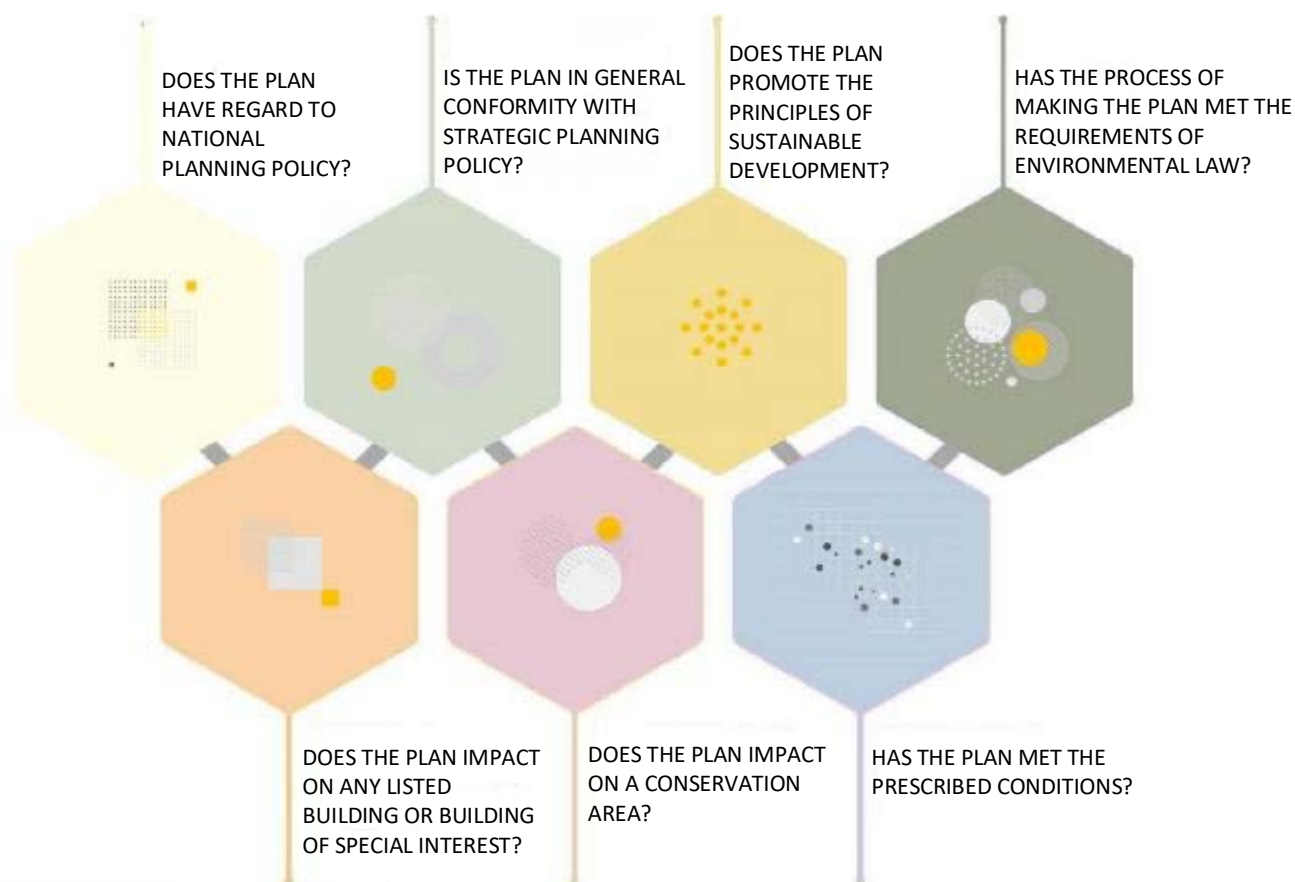 DOES THE PLAN
HAVE REGARD TO
NATIONAL
PLANNING POLICY?
IS THE PLAN IN GENERAL
CONFORMITY WITH
STRATEGIC PLANNING
POLICY?
DOES THE PLAN
PROMOTE THE
PRINCIPLES OF
SUSTAINABLE
DEVELOPMENT?
HAS THE PROCESS OF
MAKING THE PLAN MET THE
REQUIREMENTS OF
ENVIRONMENTAL LAW?
DOES THE PLAN IMPACT
ON ANY LISTED
BUILDING OR BUILDING
OF SPECIAL INTEREST?
DOES THE PLAN IMPACT
ON A CONSERVATION
AREA?
HAS THE PLAN MET THE
PRESCRIBED CONDITIONS?